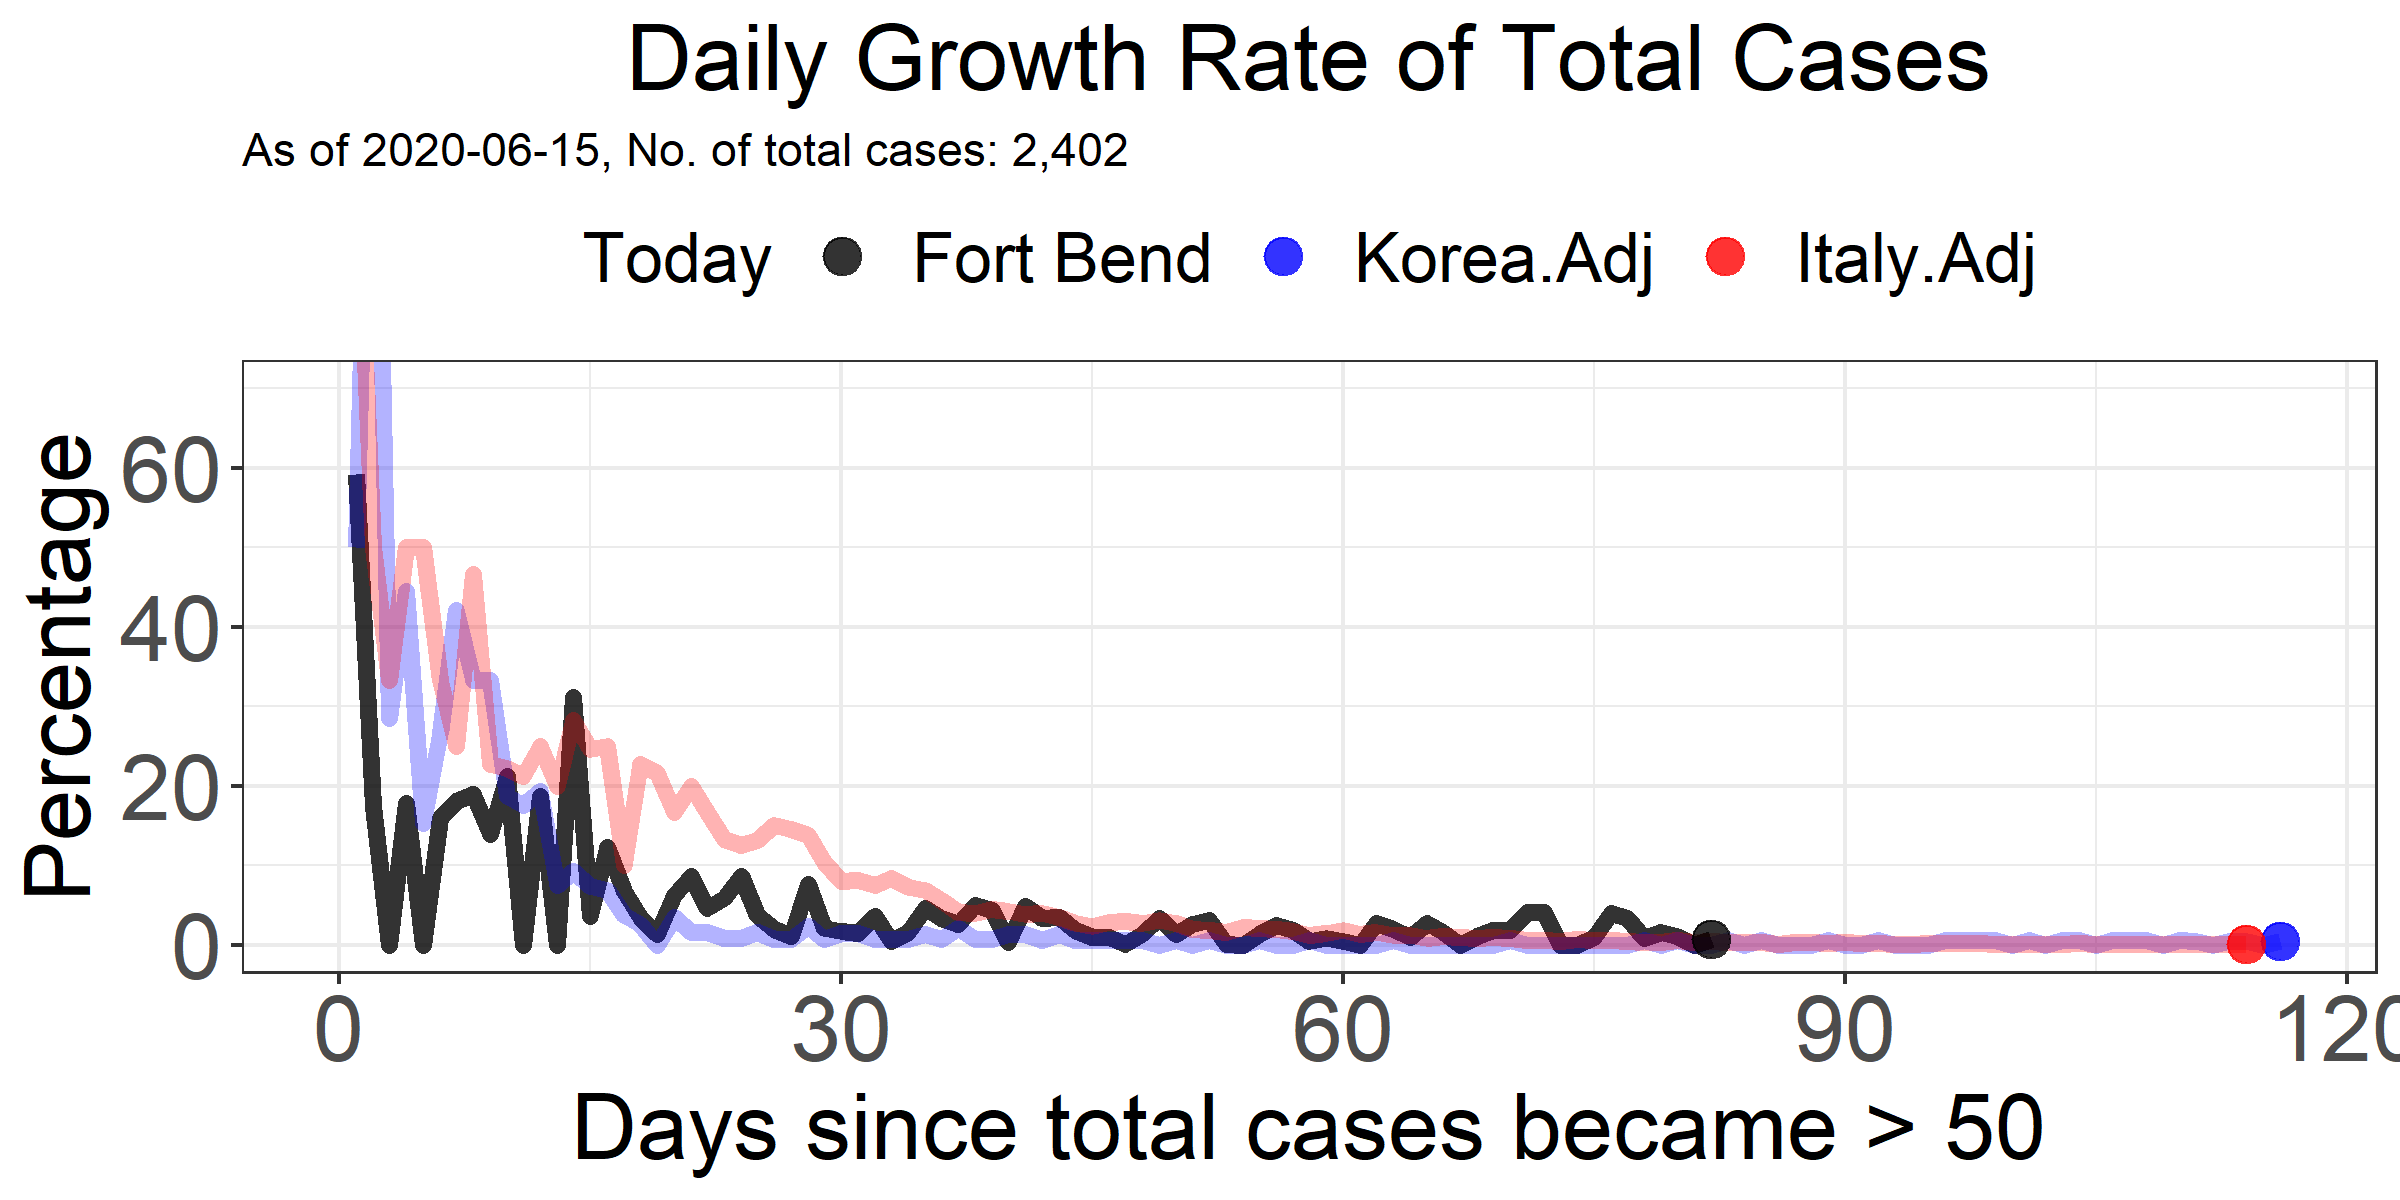 Daily Growth Rate of Total Cases
As of 2020-06-15, No. of total cases: 2,402
Today Fort Bend Korea.Adj Italy.Adj
Percentage
60
40
20
0
0 30 60 90 120
Days since total cases became > 50